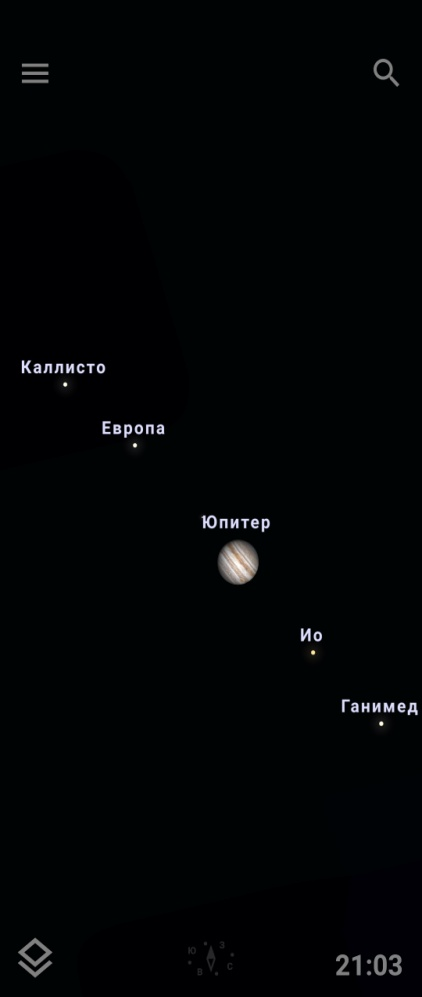 Каллисто
Европа
Юпитер
Ио
Ганимед
Ю З
В С
21:03